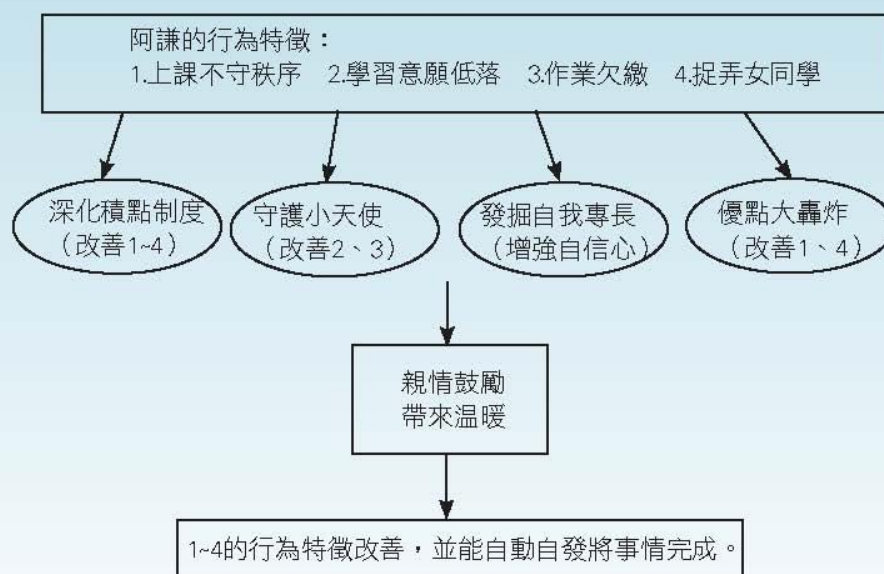 阿謙的行為特徵：
1.上課不守秩序 2.學習意願低落 3.作業欠繳 4.捉弄女同學
深化積點制度
（改善1~4）
守護小天使
（改善2、3）
發掘自我專長
（增強自信心）
優點大轟炸
（改善1、4）
親情鼓勵
帶來温暖
1~4的行為特徵改善，並能自動自發將事情完成。